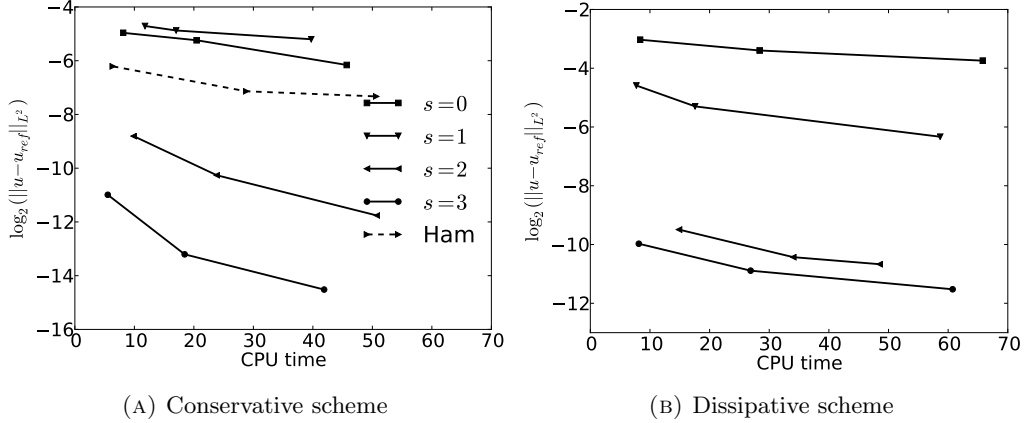 −4
−6
−8
−10
−12
−14
−16
0 10 20 30 40 50 60 70
CPU time
log₂(||u−u_ref||_{L²})
s=0
s=1
s=2
s=3
Ham
(A) Conservative scheme
−2
−4
−6
−8
−10
−12
0 10 20 30 40 50 60 70
CPU time
log₂(||u−u_ref||_{L²})
(B) Dissipative scheme